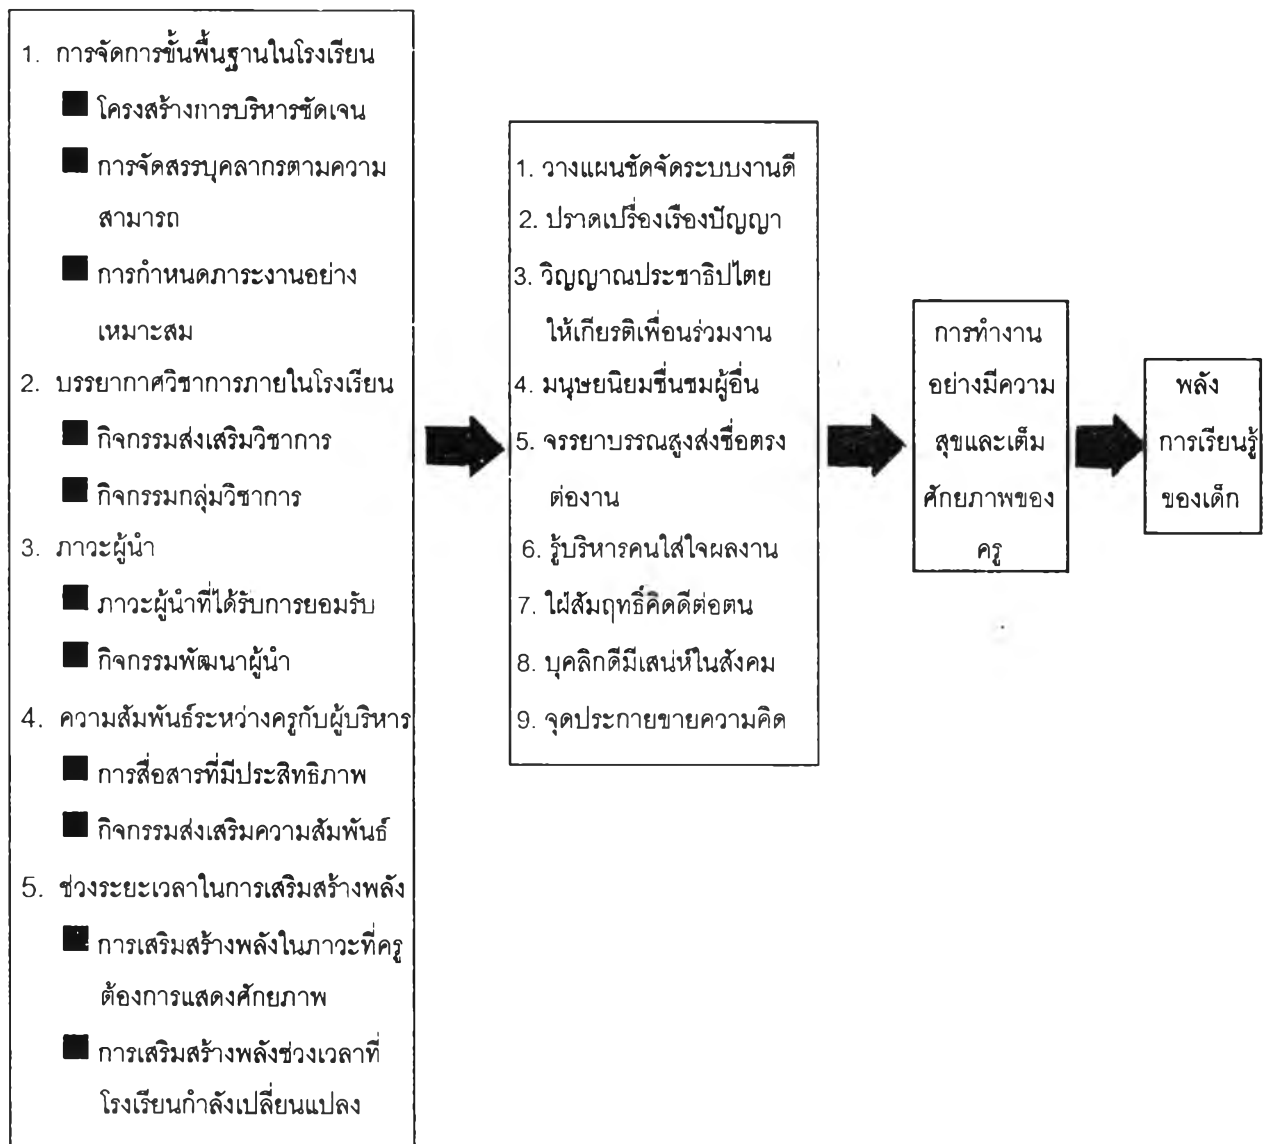 1. การจัดการขั้นพื้นฐานในโรงเรียน
โครงสร้างการบริหารชัดเจน
การจัดสรรบุคลากรตามความ
สามารถ
การกำหนดภาระงานอย่าง
เหมาะสม
2. บรรยากาศวิชาการภายในโรงเรียน
กิจกรรมส่งเสริมวิชาการ
กิจกรรมกลุ่มวิชาการ
3. ภาวะผู้นำ
ภาวะผู้นำที่ได้รับการยอมรับ
กิจกรรมพัฒนาผู้นำ
4. ความสัมพันธ์ระหว่างครูกับผู้บริหาร
การสื่อสารที่มีประสิทธิภาพ
กิจกรรมส่งเสริมความสัมพันธ์
5. ช่วงระยะเวลาในการเสริมสร้างพลัง
การเสริมสร้างพลังในภาวะที่ครู
ต้องการแสดงศักยภาพ
การเสริมสร้างพลังช่วงเวลาที่
โรงเรียนกำลังเปลี่ยนแปลง
1. วางแผนชัดจัดระบบงานดี
2. ปราดเปรื่องเรืองปัญญา
3. วิญญาณประชาธิปไตย
ให้เกียรติเพื่อนร่วมงาน
4. มนุษยนิยมชื่นชมผู้อื่น
5. จรรยาบรรณสูงส่งซื่อตรง
ต่องาน
6. รู้บริหารคนใส่ใจผลงาน
7. ใฝ่สัมฤทธิ์คิดดีต่อตน
8. บุคลิกดีมีเสน่ห์ในสังคม
9. จุดประกายขายความคิด
การทำงาน
อย่างมีความ
สุขและเต็ม
ศักยภาพของ
ครู
พลัง
การเรียนรู้
ของเด็ก